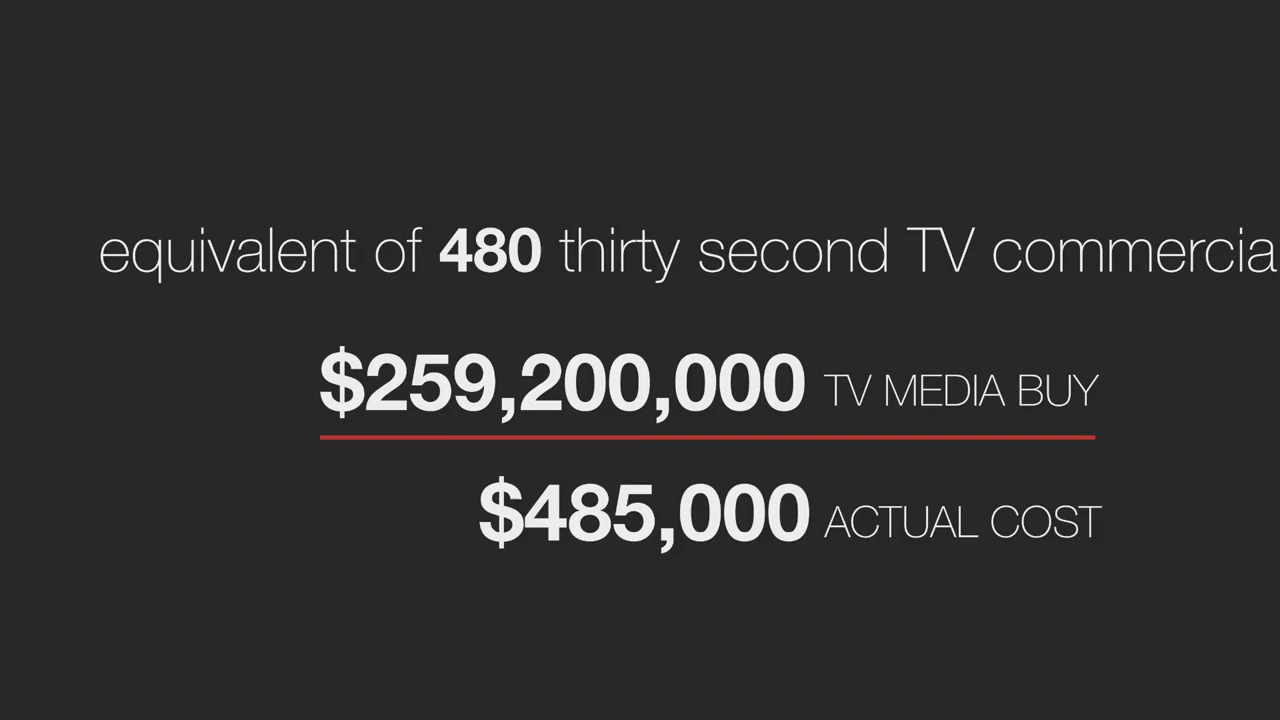 equivalent of 480 thirty second TV commercia
$259,200,000 TV MEDIA BUY
$485,000 ACTUAL COST